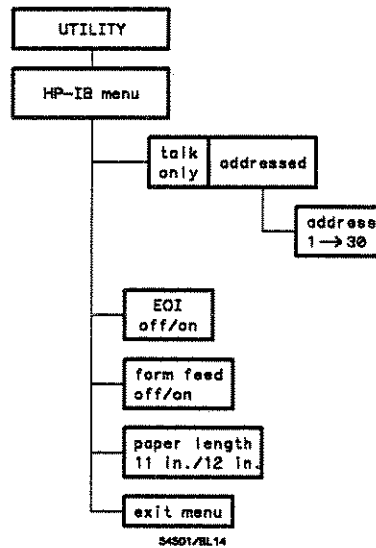 UTILITY
HP-IB menu
talk only
addressed
address
1→30
EOI
off/on
form feed
off/on
paper length
11 in./12 in.
exit menu
54501/BL14